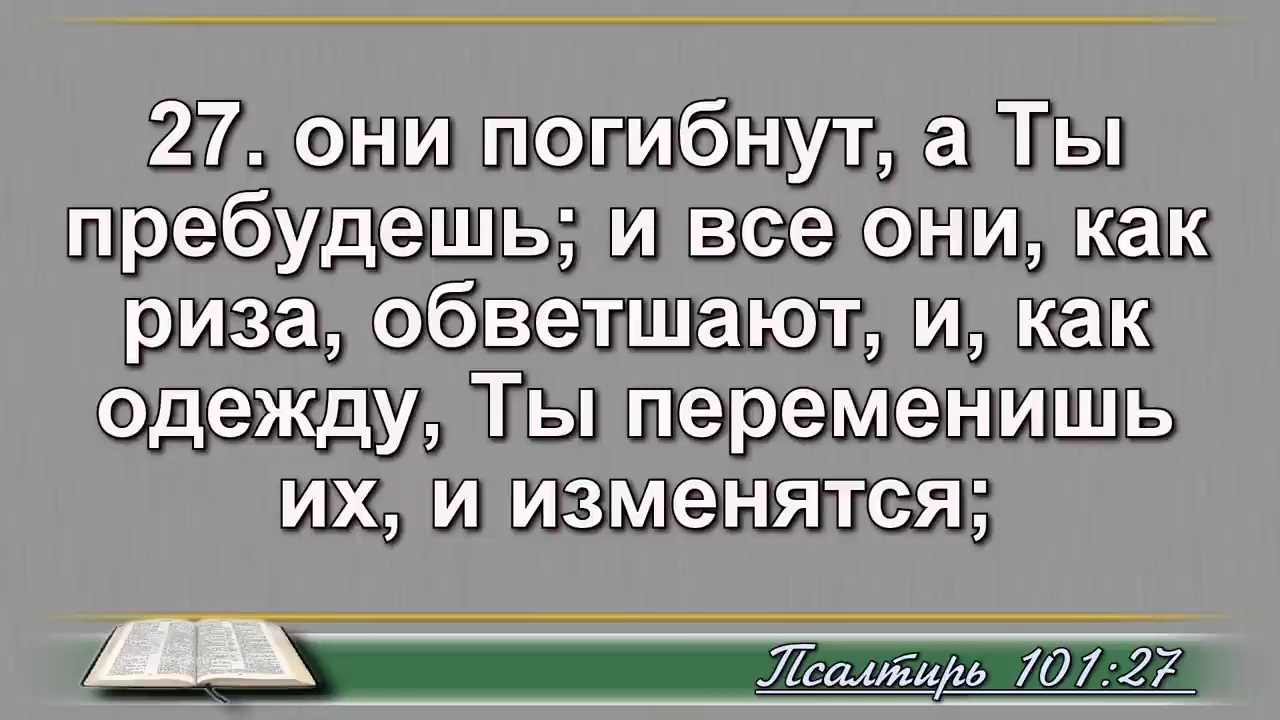 27. они погибнут, а Ты
пребудешь; и все они, как
риза, обветшают, и, как
одежду, Ты переменишь
их, и изменятся;
Псалтирь 101:27